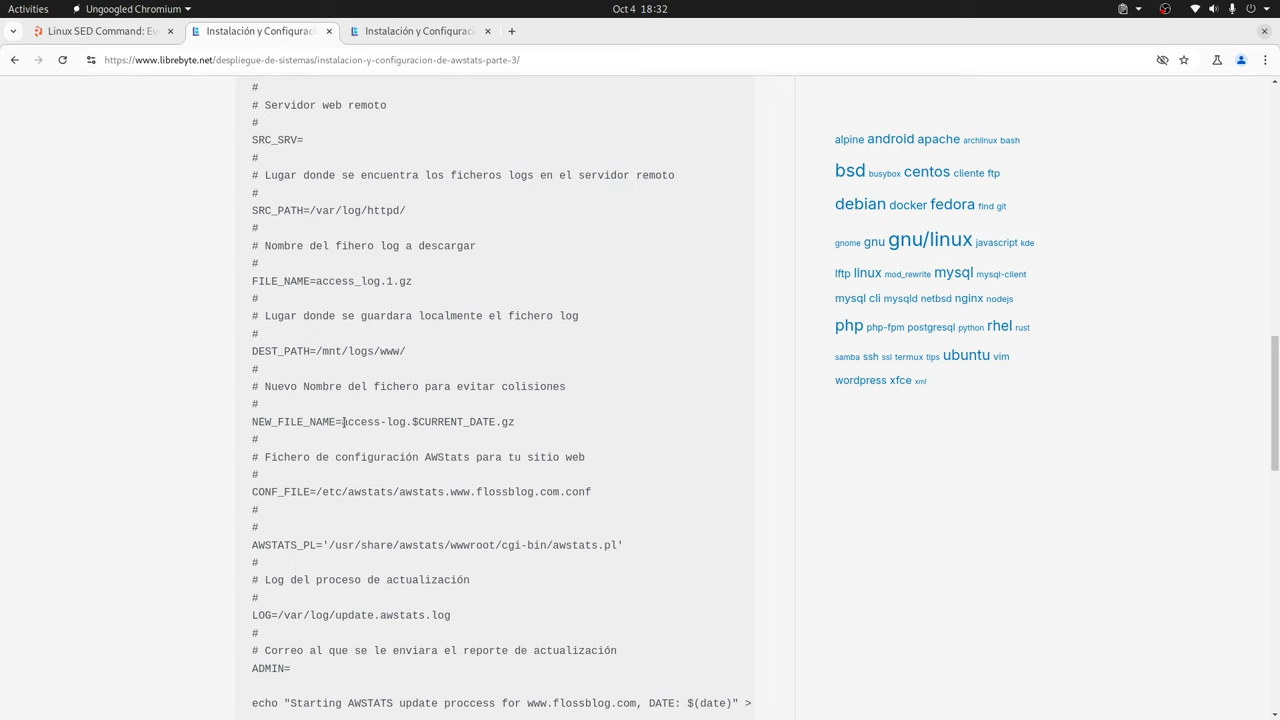 Activities
Ungoogled Chromium
Oct 4 18:32
Linux SED Command: Ev
Instalación y Configuraci
Instalación y Configurac
https://www.librebyte.net/despliegue-de-sistemas/instalacion-y-configuracion-de-awstats-parte-3/
#
# Servidor web remoto
#
SRC_SRV=
#
# Lugar donde se encuentra los ficheros logs en el servidor remoto
#
SRC_PATH=/var/log/httpd/
#
# Nombre del fihero log a descargar
#
FILE_NAME=access_log.1.gz
#
# Lugar donde se guardara localmente el fichero log
#
DEST_PATH=/mnt/logs/www/
#
# Nuevo Nombre del fichero para evitar colisiones
#
NEW_FILE_NAME=access-log.$CURRENT_DATE.gz
#
# Fichero de configuración AWStats para tu sitio web
#
CONF_FILE=/etc/awstats/awstats.www.flossblog.com.conf
#
#
AWSTATS_PL='/usr/share/awstats/wwwroot/cgi-bin/awstats.pl'
#
# Log del proceso de actualización
#
LOG=/var/log/update.awstats.log
#
# Correo al que se le enviara el reporte de actualización
ADMIN=
echo "Starting AWSTATS update proccess for www.flossblog.com, DATE: $(date)" >
alpine android apache archlinux bash
bsd busybox centos cliente ftp
debian docker fedora find git
gnome gnu gnu/linux javascript kde
lftp linux mod_rewrite mysql mysql-client
mysql cli mysqld netbsd nginx nodejs
php php-fpm postgresql python rhel rust
samba ssh ssl termux tips ubuntu vim
wordpress xfce xml